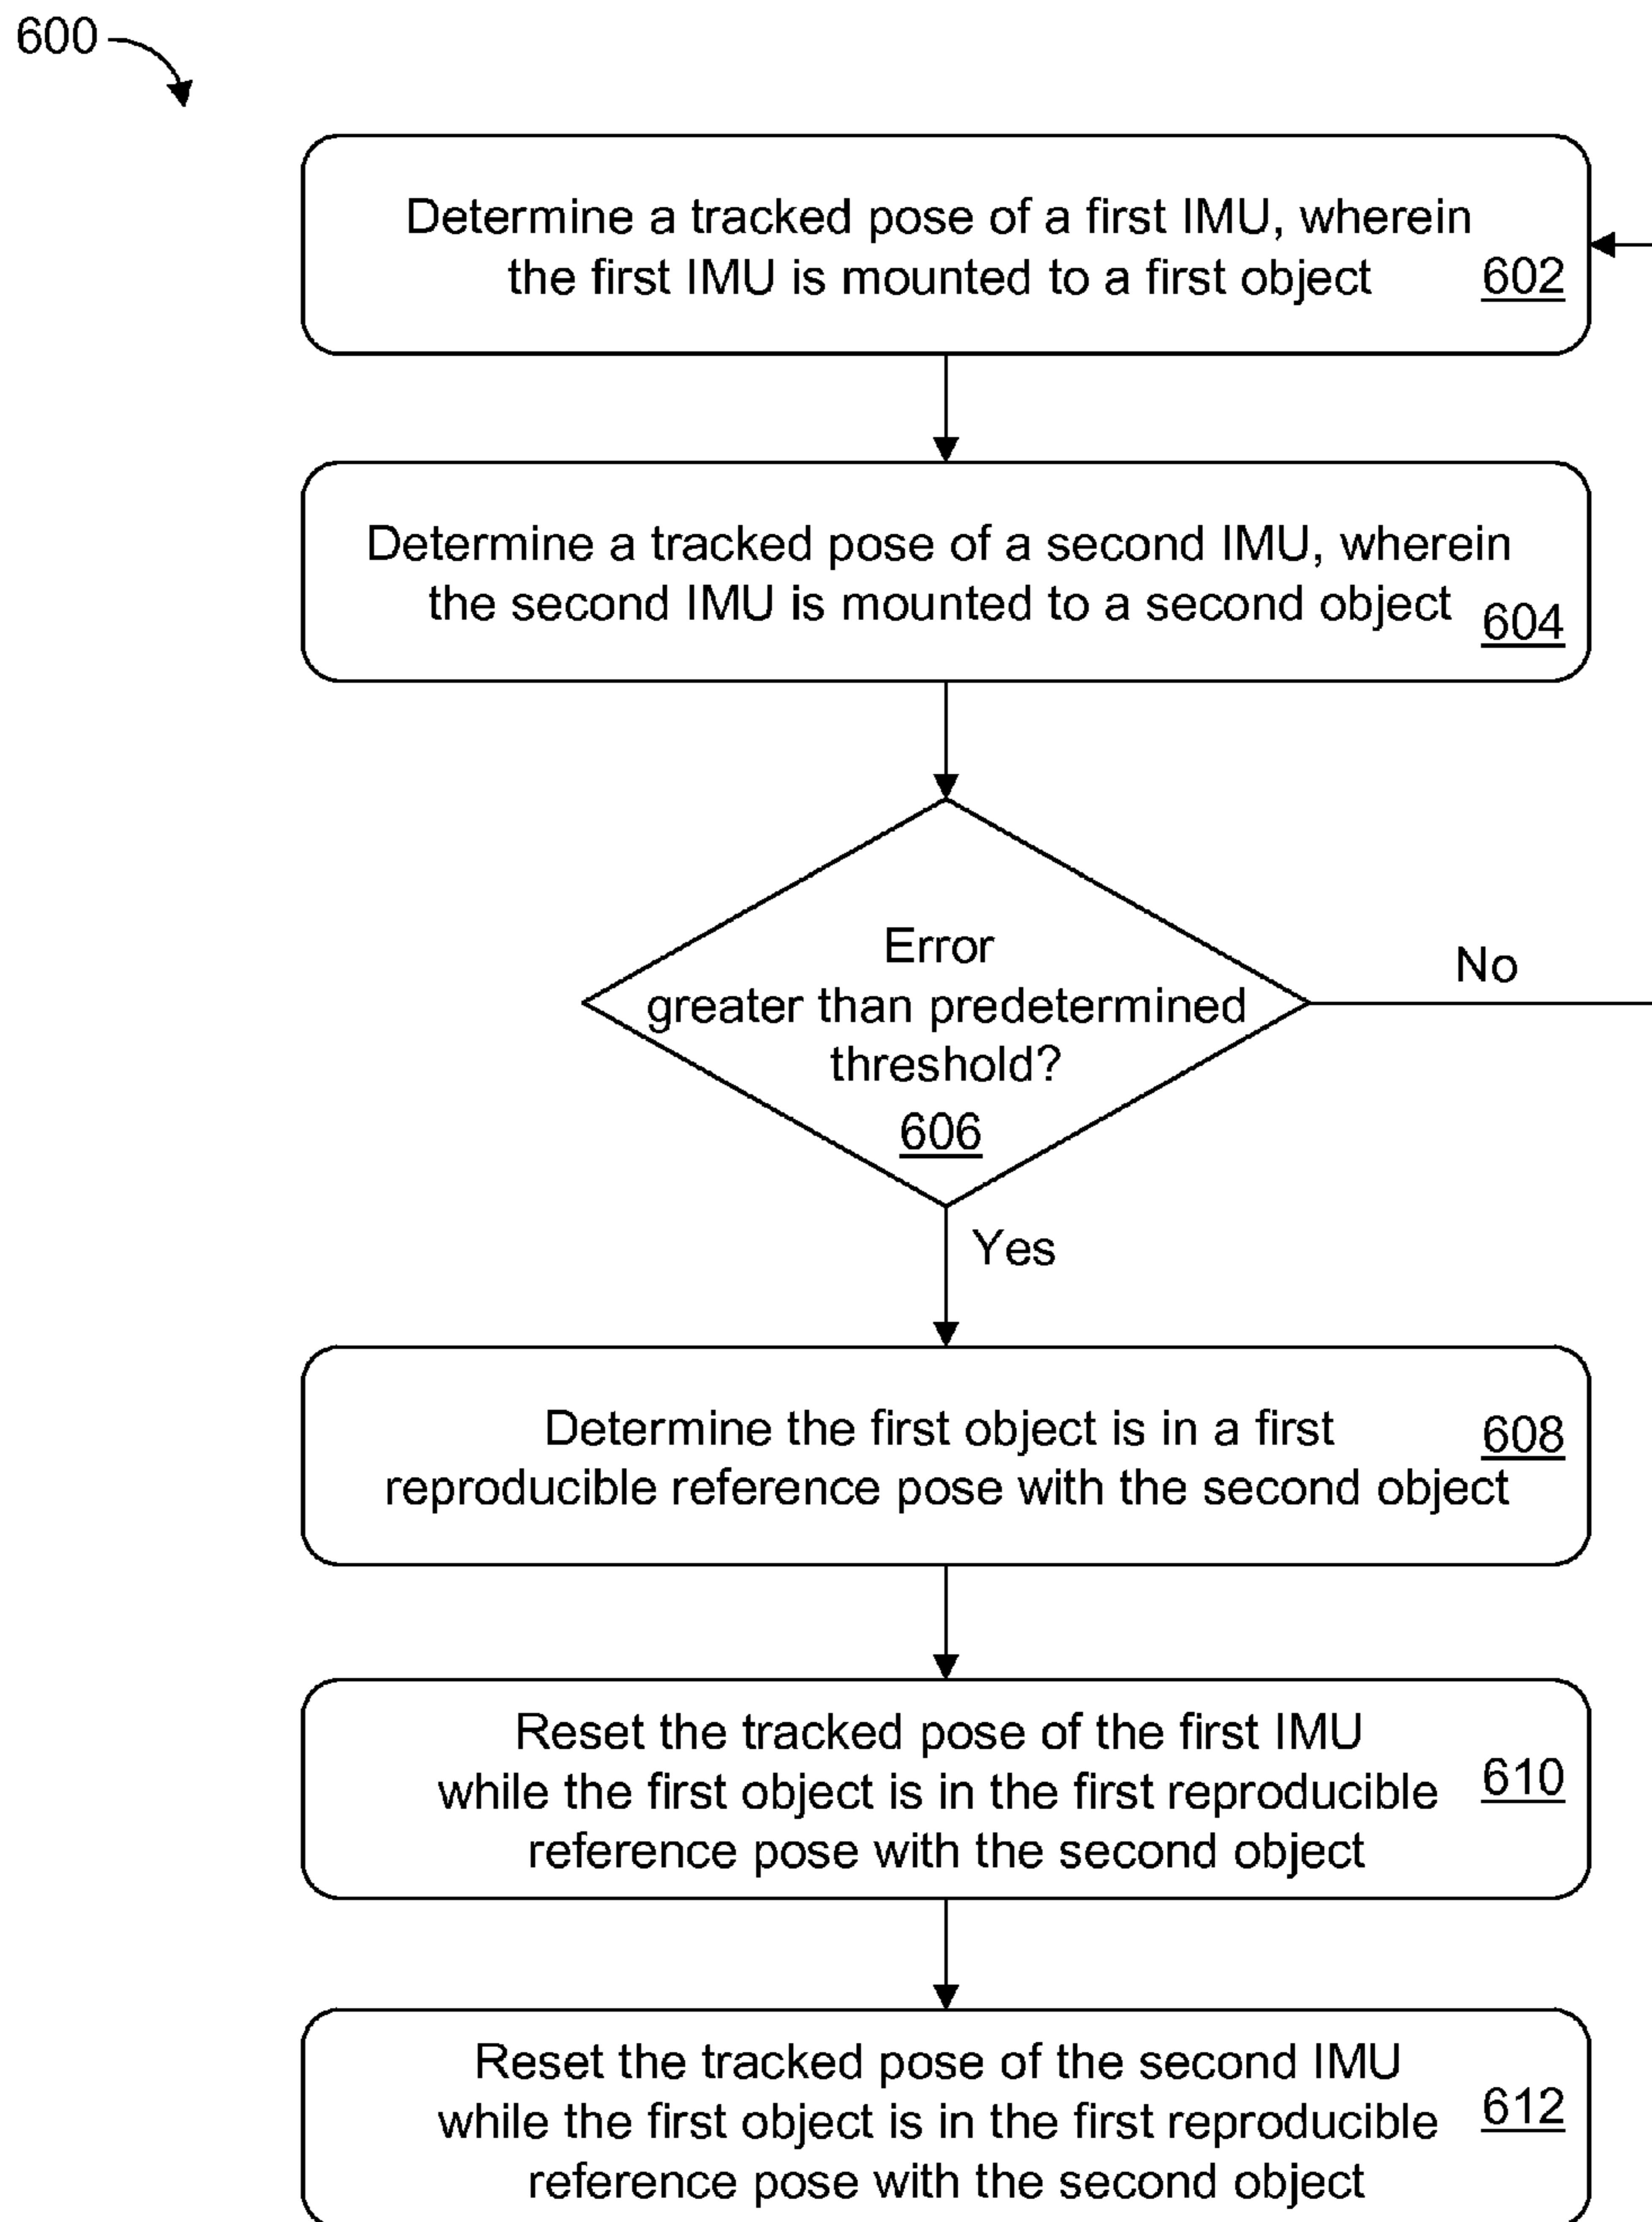 600
Determine a tracked pose of a first IMU, wherein
the first IMU is mounted to a first object
602
Determine a tracked pose of a second IMU, wherein
the second IMU is mounted to a second object
604
Error
greater than predetermined
threshold?
606
No
Yes
Determine the first object is in a first
reproducible reference pose with the second object
608
Reset the tracked pose of the first IMU
while the first object is in the first reproducible
reference pose with the second object
610
Reset the tracked pose of the second IMU
while the first object is in the first reproducible
reference pose with the second object
612